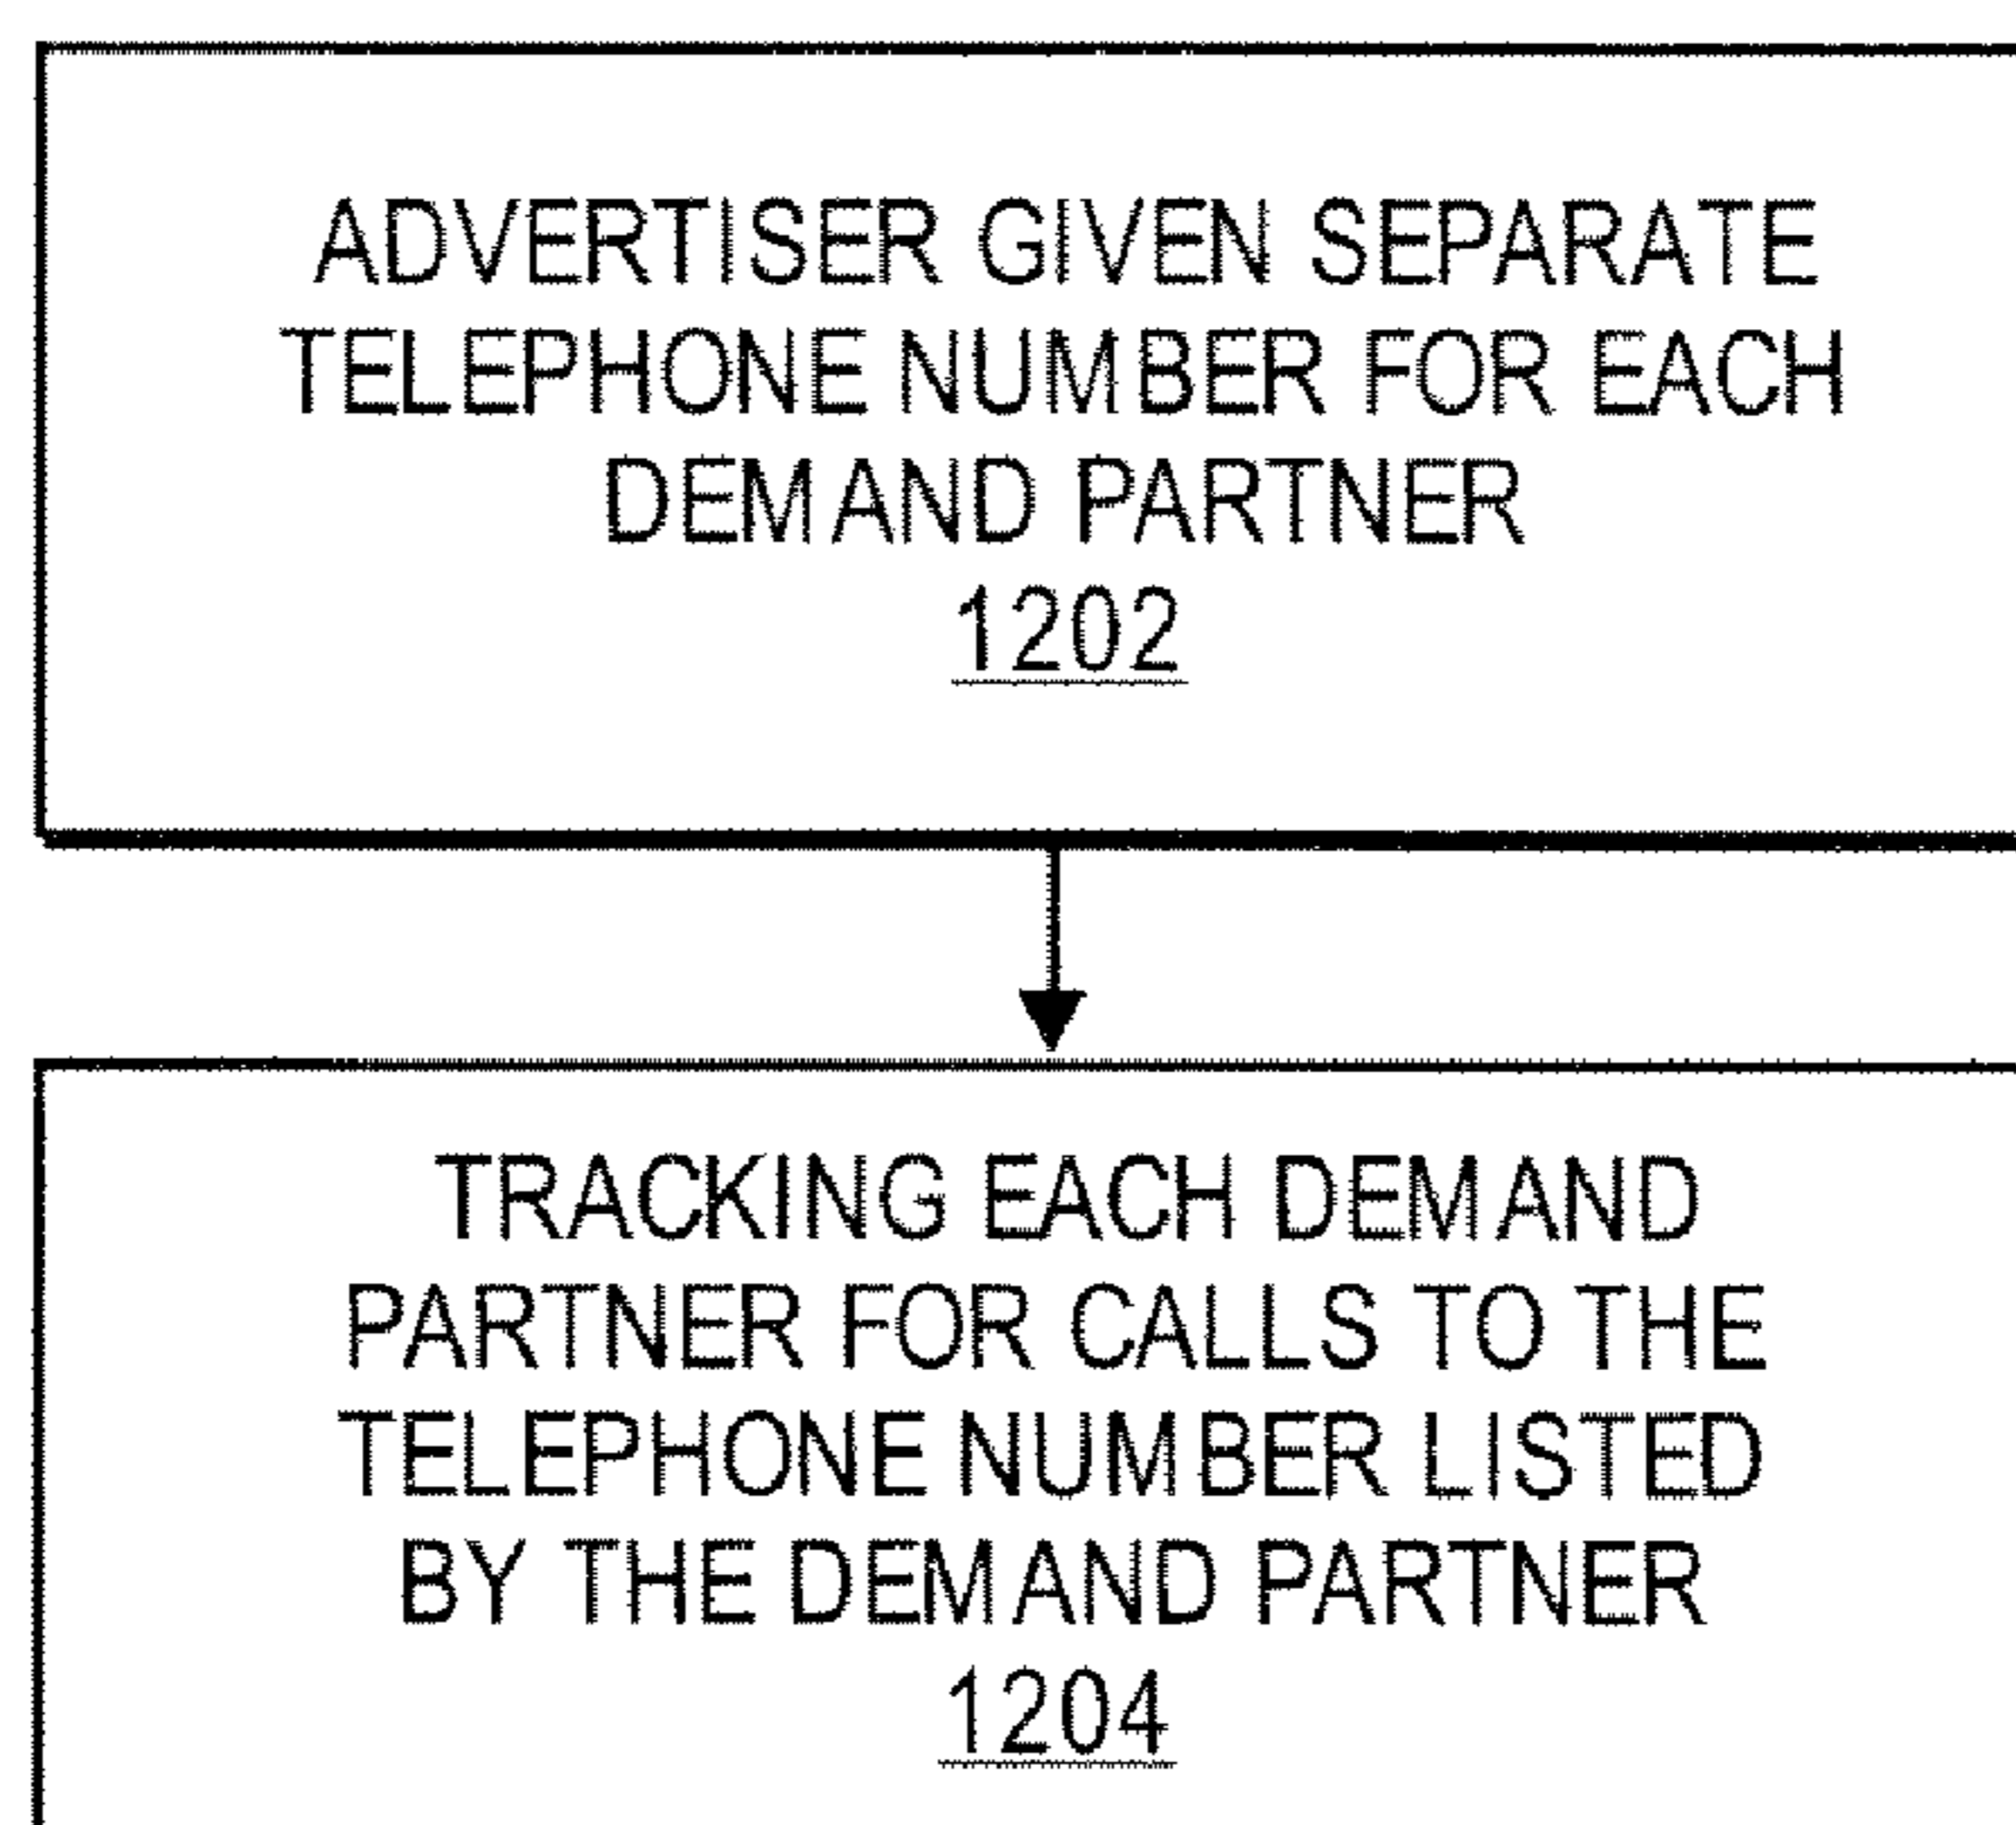 ADVERTISER GIVEN SEPARATE
TELEPHONE NUMBER FOR EACH
DEMAND PARTNER
1202
TRACKING EACH DEMAND
PARTNER FOR CALLS TO THE
TELEPHONE NUMBER LISTED
BY THE DEMAND PARTNER
1204